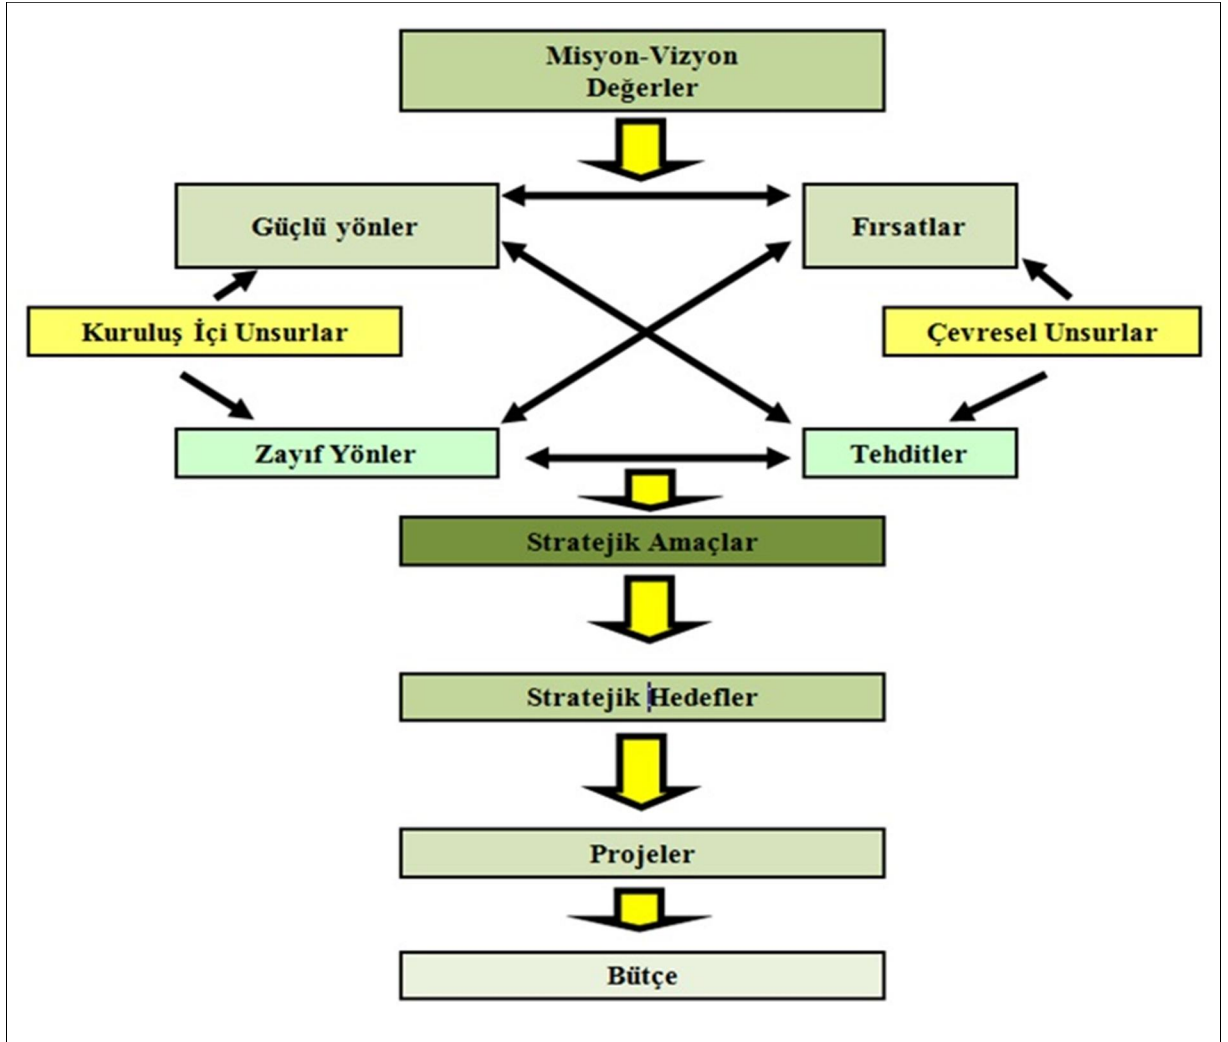 Misyon-Vizyon
Değerler
Güçlü yönler
Fırsatlar
Kuruluş İçi Unsurlar
Çevresel Unsurlar
Zayıf Yönler
Tehditler
Stratejik Amaçlar
Stratejik Hedefler
Projeler
Bütçe